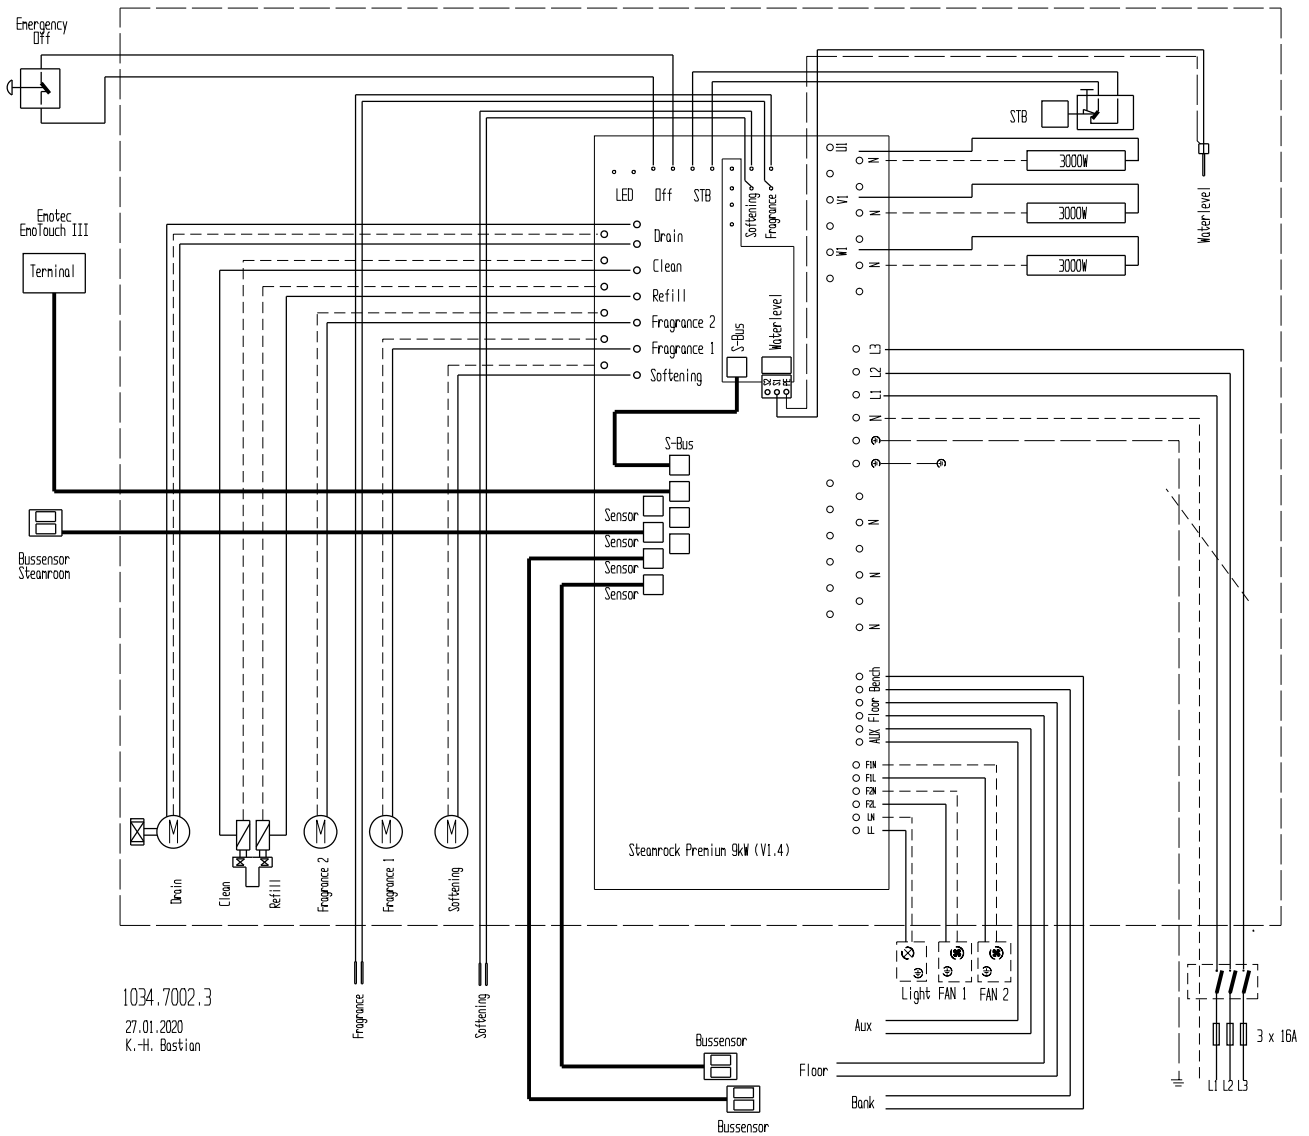 Emergency
Off
STB
U1
N
3000W
V1
N
3000W
W1
N
3000W
Waterlevel
LED
Off
STB
Softening
Fragrance
Emotec
EmoTouch III
Terminal
Drain
Clean
Refill
Fragrance 2
Fragrance 1
Softening
S-Bus
Waterlevel
L3
L2
L1
N
S-Bus
Sensor
Sensor
Sensor
Sensor
Bussensor
Steamroom
N
N
N
Bench
Floor
AUX
F1N
F1L
F2N
F2L
LN
LL
Steamrock Premium 9kW (V1.4)
M
M
M
M
Drain
Clean
Refill
Fragrance 2
Fragrance 1
Softening
1034.7002.3
27.01.2020
K.-H. Bastian
Fragrance
Softening
Light
FAN 1
FAN 2
Aux
Floor
Bank
Bussensor
Bussensor
3 x 16A
L1 L2 L3